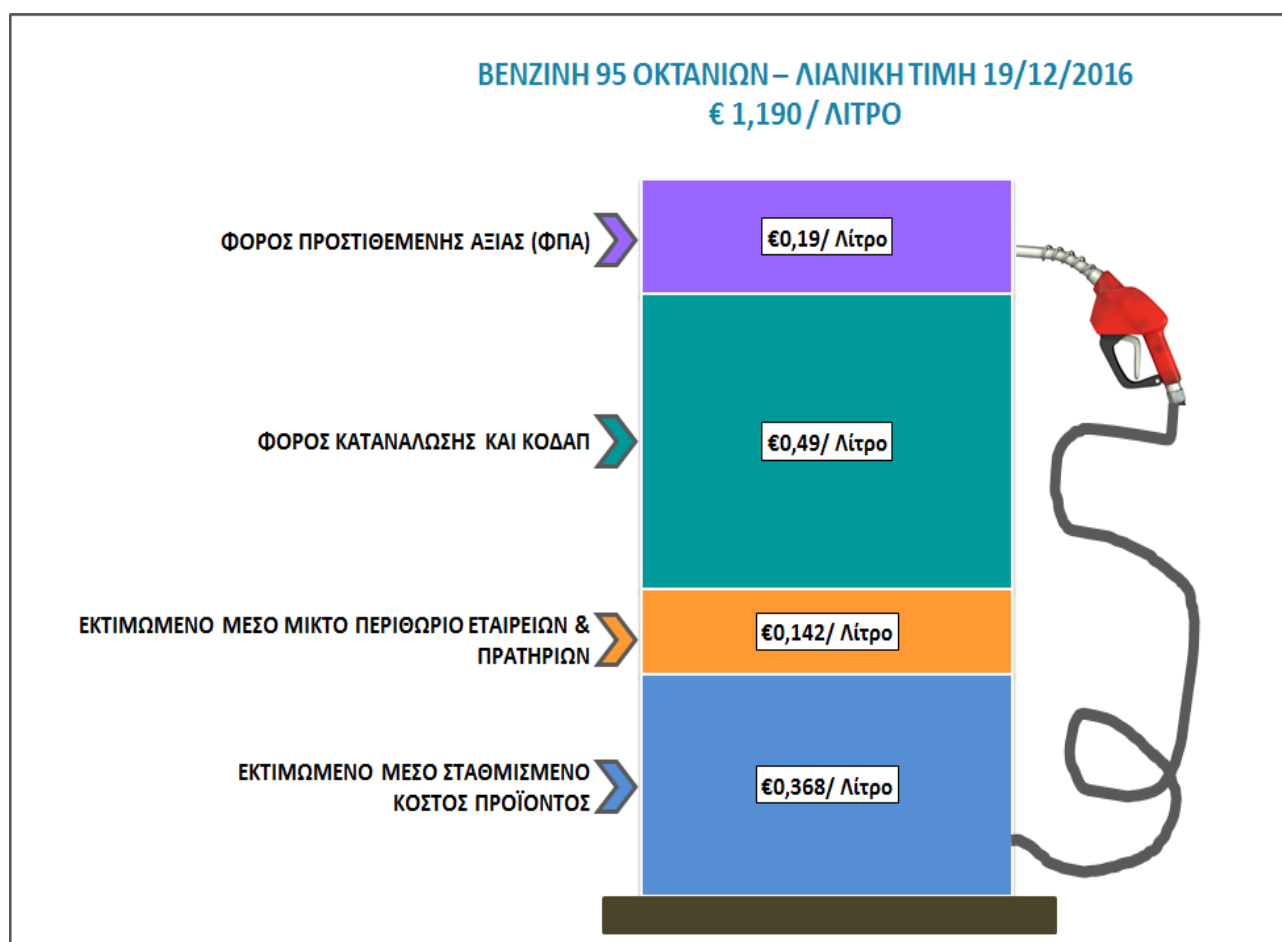 ΒΕΝΖΙΝΗ 95 ΟΚΤΑΝΙΩΝ – ΛΙΑΝΙΚΗ ΤΙΜΗ 19/12/2016
€ 1,190 / ΛΙΤΡΟ
ΦΟΡΟΣ ΠΡΟΣΤΙΘΕΜΕΝΗΣ ΑΞΙΑΣ (ΦΠΑ)
€0,19/ Λίτρο
ΦΟΡΟΣ ΚΑΤΑΝΑΛΩΣΗΣ ΚΑΙ ΚΟΔΑΠ
€0,49/ Λίτρο
ΕΚΤΙΜΩΜΕΝΟ ΜΕΣΟ ΜΙΚΤΟ ΠΕΡΙΘΩΡΙΟ ΕΤΑΙΡΕΙΩΝ &
ΠΡΑΤΗΡΙΩΝ
€0,142/ Λίτρο
ΕΚΤΙΜΩΜΕΝΟ ΜΕΣΟ ΣΤΑΘΜΙΣΜΕΝΟ
ΚΟΣΤΟΣ ΠΡΟΪΟΝΤΟΣ
€0,368/ Λίτρο